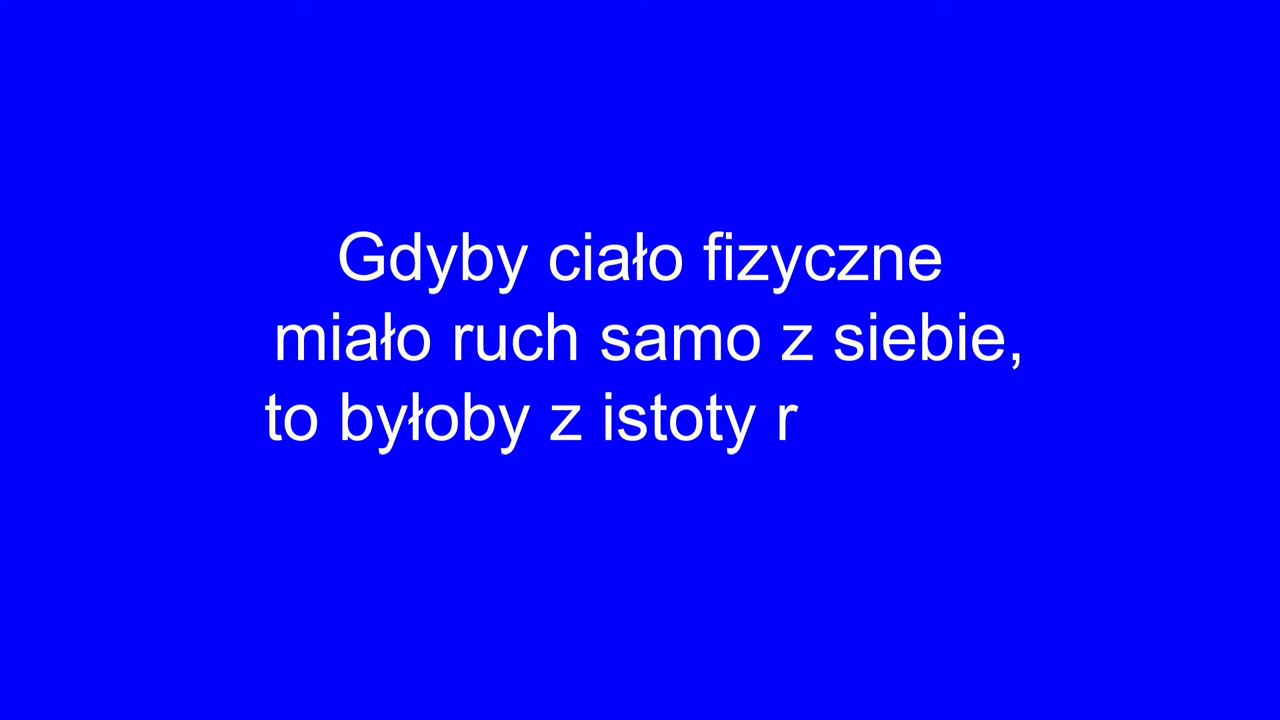 Gdyby ciało fizyczne
miało ruch samo z siebie,
to byłoby z istoty r